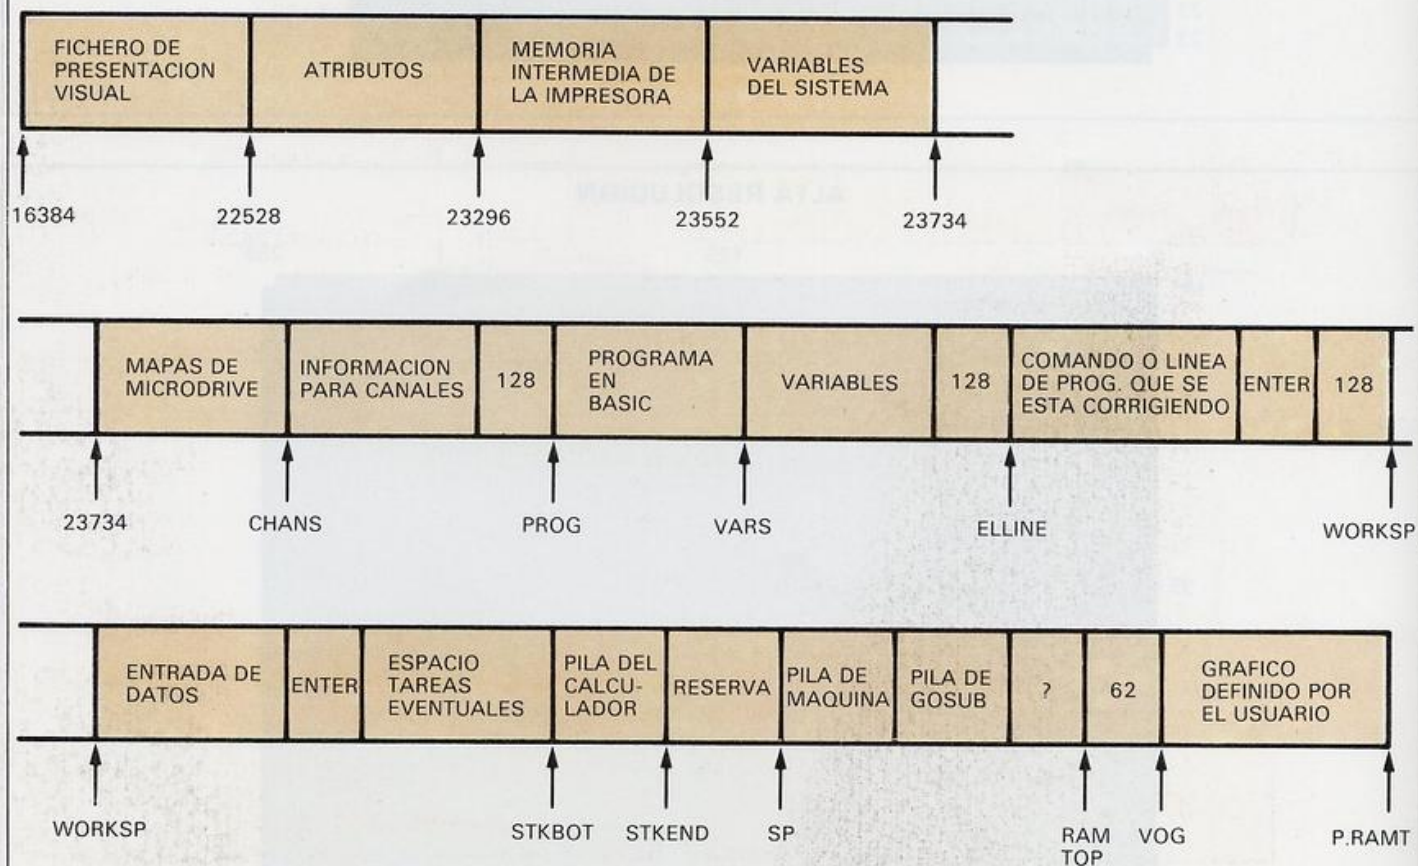 FICHERO DE
PRESENTACION
VISUAL
ATRIBUTOS
MEMORIA
INTERMEDIA DE
LA IMPRESORA
VARIABLES
DEL SISTEMA
16384
22528
23296
23552
23734
MAPAS DE
MICRODRIVE
INFORMACION
PARA CANALES
128
PROGRAMA
EN
BASIC
VARIABLES
128
COMANDO O LINEA
DE PROG. QUE SE
ESTA CORRIGIENDO
ENTER
128
23734
CHANS
PROG
VARS
ELLINE
WORKSP
ENTRADA DE
DATOS
ENTER
ESPACIO
TAREAS
EVENTUALES
PILA DEL
CALCU-
LADOR
RESERVA
PILA DE
MAQUINA
PILA DE
GOSUB
?
62
GRAFICO
DEFINIDO POR
EL USUARIO
WORKSP
STKBOT
STKEND
SP
RAM
TOP
VOG
P.RAMT